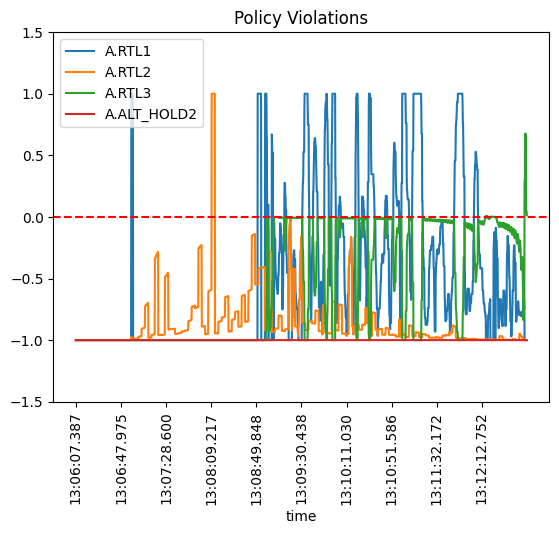 Policy Violations
A.RTL1
A.RTL2
A.RTL3
A.ALT_HOLD2
1.5
1.0
0.5
0.0
−0.5
−1.0
−1.5
13:06:07.387
13:06:47.975
13:07:28.600
13:08:09.217
13:08:49.848
13:09:30.438
13:10:11.030
13:10:51.586
13:11:32.172
13:12:12.752
time